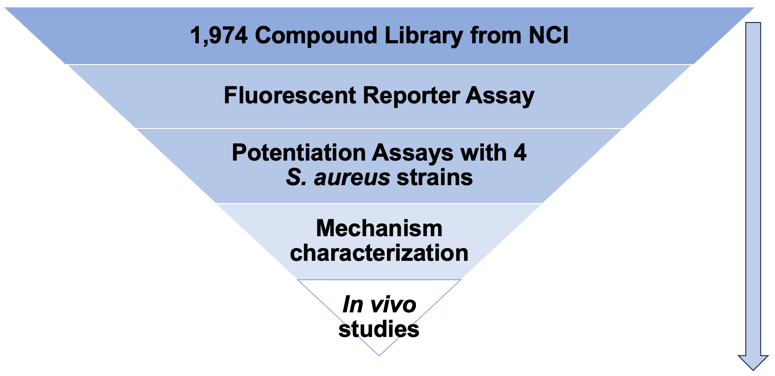 1,974 Compound Library from NCI
Fluorescent Reporter Assay
Potentiation Assays with 4
S. aureus strains
Mechanism
characterization
In vivo
studies